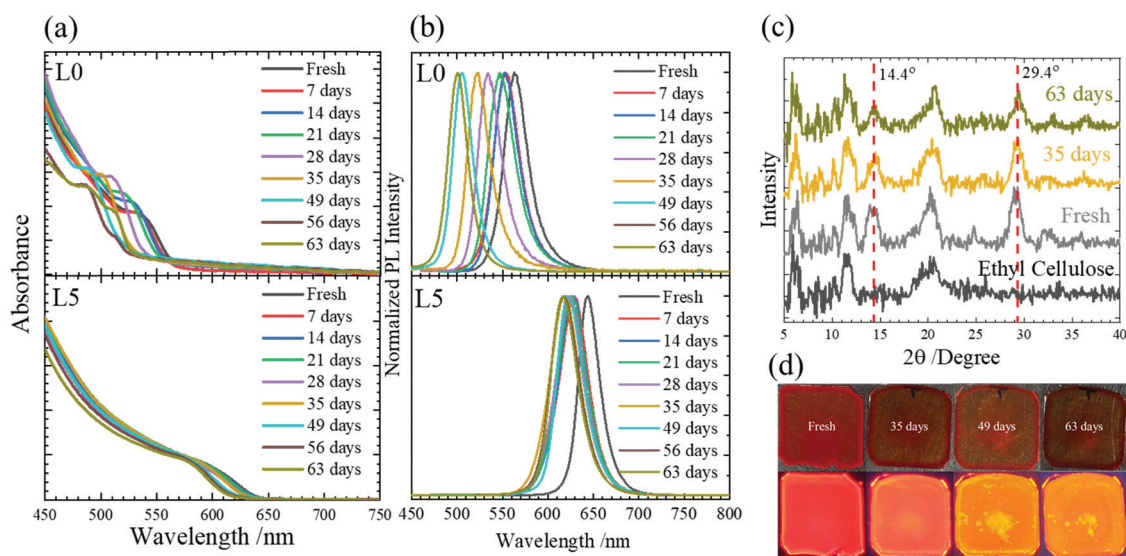 (a)
L0
Fresh
7 days
14 days
21 days
28 days
35 days
49 days
56 days
63 days
L5
Fresh
7 days
14 days
21 days
28 days
35 days
49 days
56 days
63 days
Absorbance
450 500 550 600 650 700 750
Wavelength /nm
(b)
L0
Fresh
7 days
14 days
21 days
28 days
35 days
49 days
56 days
63 days
L5
Fresh
7 days
14 days
21 days
28 days
35 days
49 days
56 days
63 days
Normalized PL Intensity
450 500 550 600 650 700 750 800
Wavelength /nm
(c)
14.4°
29.4°
63 days
35 days
Fresh
Ethyl Cellulose
Intensity
5 10 15 20 25 30 35 40
2θ /Degree
(d)
Fresh
35 days
49 days
63 days